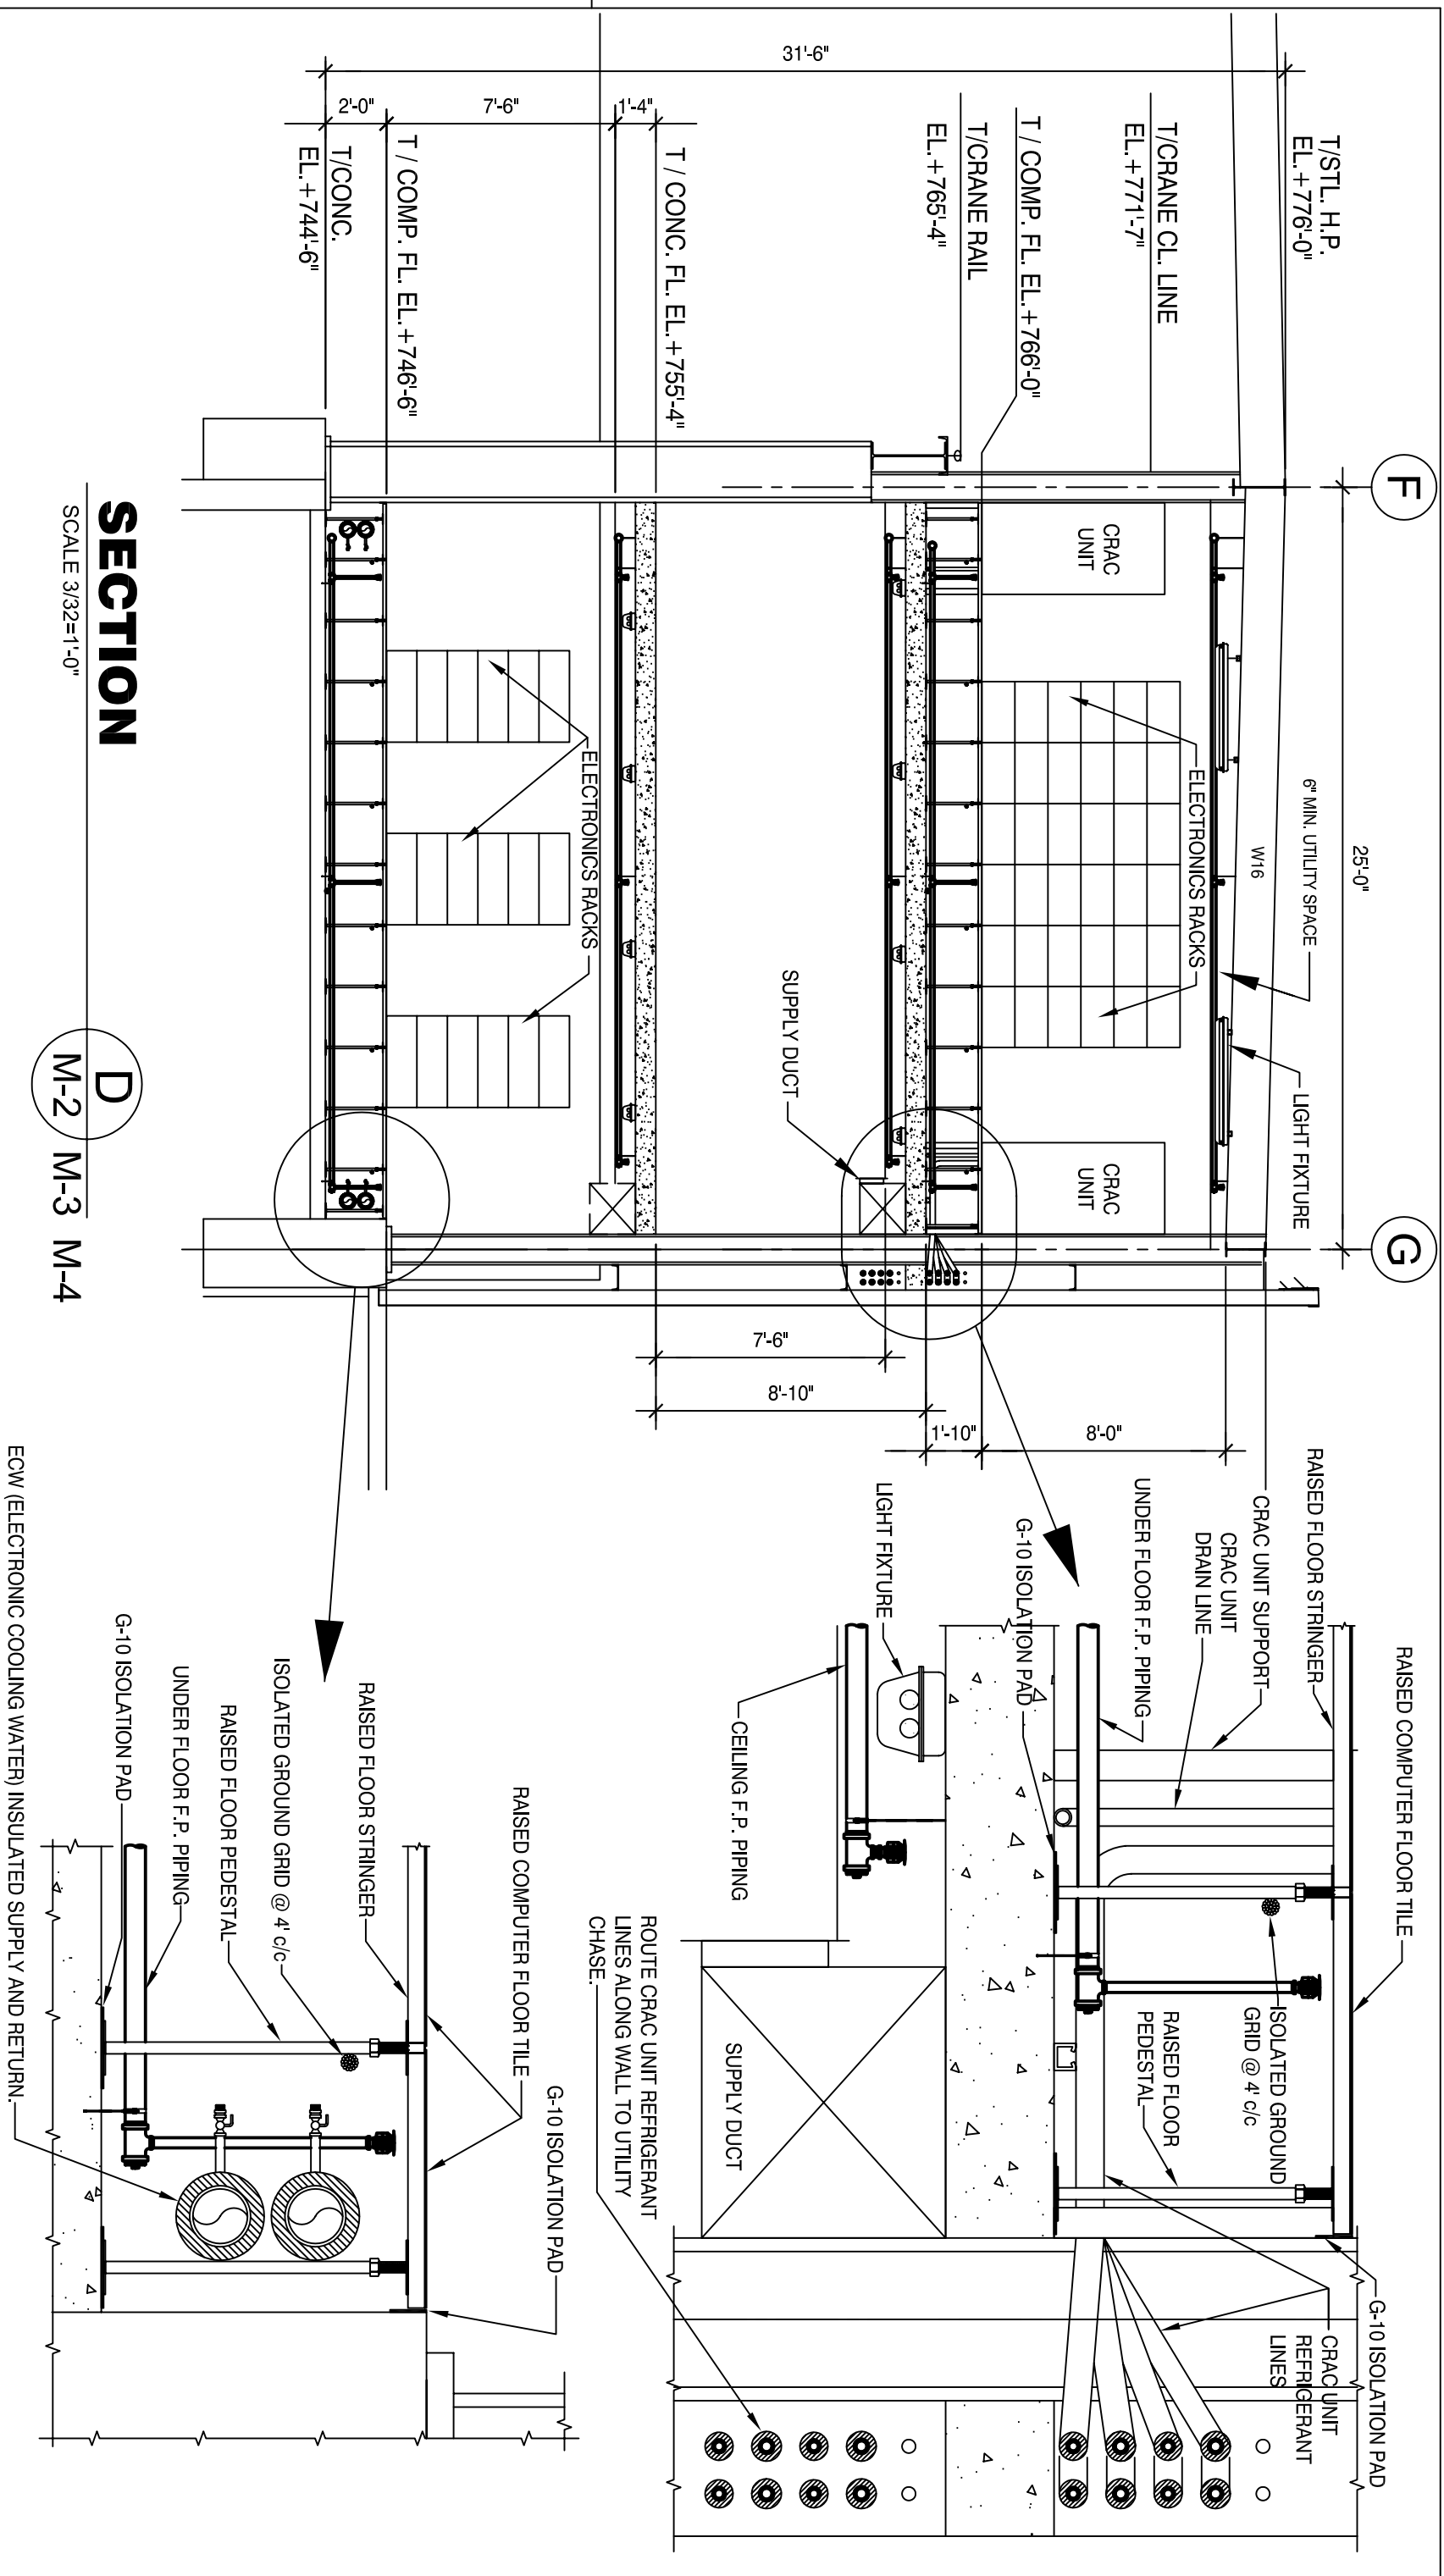 F
G
25'-0"
31'-6"
T/STL. H.P.
EL.+776'-0"
6" MIN. UTILITY SPACE
W16
LIGHT FIXTURE
T/CRANE CL. LINE
EL.+771'-7"
ELECTRONICS RACKS
CRAC
UNIT
CRAC
UNIT
8'-0"
T / COMP. FL. EL.+766'-0"
T/CRANE RAIL
EL.+765'-4"
1'-10"
SUPPLY DUCT
8'-10"
7'-6"
T / CONC. FL. EL.+755'-4"
1'-4"
7'-6"
ELECTRONICS RACKS
T / COMP. FL. EL.+746'-6"
2'-0"
T/CONC.
EL.+744'-6"
SECTION
SCALE 3/32=1'-0"
D
M-2 M-3 M-4
RAISED COMPUTER FLOOR TILE
RAISED FLOOR STRINGER
CRAC UNIT SUPPORT
CRAC UNIT
DRAIN LINE
UNDER FLOOR F.P. PIPING
G-10 ISOLATION PAD
LIGHT FIXTURE
CEILING F.P. PIPING
ISOLATED GROUND
GRID @ 4' c/c
RAISED FLOOR
PEDESTAL
G-10 ISOLATION PAD
CRAC UNIT
REFRIGERANT
LINES
SUPPLY DUCT
ROUTE CRAC UNIT REFRIGERANT
LINES ALONG WALL TO UTILITY
CHASE.
RAISED COMPUTER FLOOR TILE
G-10 ISOLATION PAD
RAISED FLOOR STRINGER
ISOLATED GROUND GRID @ 4' c/c
RAISED FLOOR PEDESTAL
UNDER FLOOR F.P. PIPING
G-10 ISOLATION PAD
ECW (ELECTRONIC COOLING WATER) INSULATED SUPPLY AND RETURN.